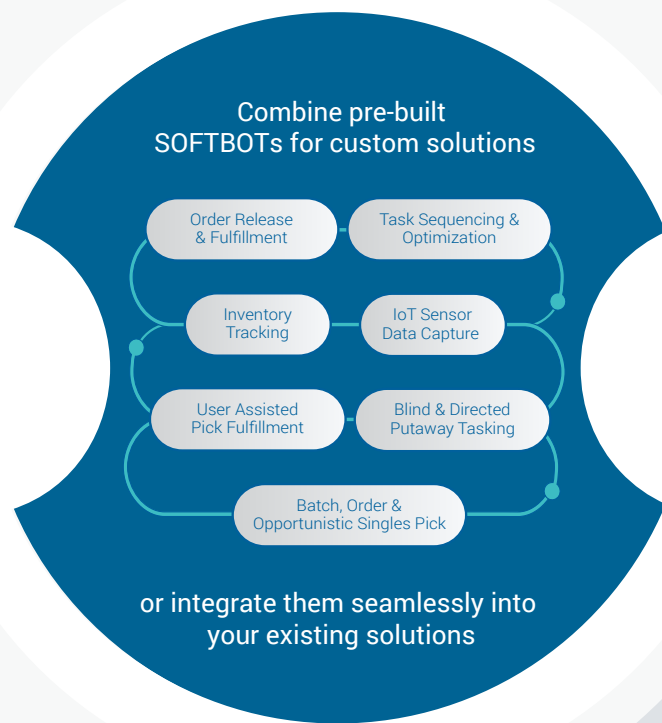 Combine pre-built
SOFTBOTs for custom solutions
Order Release
& Fulfillment
Task Sequencing &
Optimization
Inventory
Tracking
IoT Sensor
Data Capture
User Assisted
Pick Fulfillment
Blind & Directed
Putaway Tasking
Batch, Order &
Opportunistic Singles Pick
or integrate them seamlessly into
your existing solutions